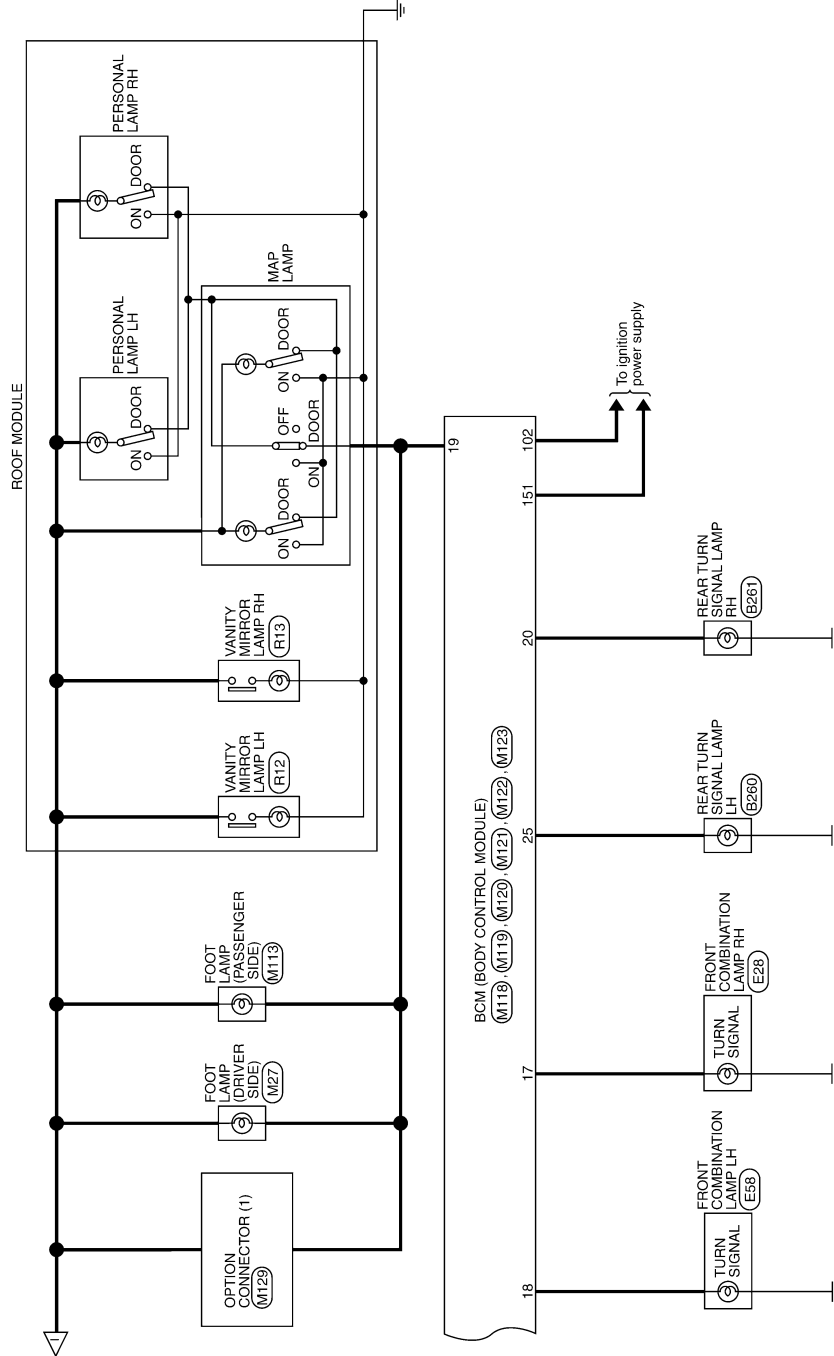 ROOF MODULE
I
OPTION
CONNECTOR (1)
M129
FOOT
LAMP
(DRIVER
SIDE)
M27
FOOT
LAMP
(PASSENGER
SIDE)
M113
VANITY
MIRROR
LAMP LH
R12
VANITY
MIRROR
LAMP RH
R13
PERSONAL
LAMP LH
ON
DOOR
PERSONAL
LAMP RH
ON
DOOR
MAP
LAMP
ON
DOOR
ON
OFF
DOOR
ON
DOOR
19
BCM (BODY CONTROL MODULE)
M118 , M119 , M120 , M121 , M122 , M123
18
17
25
20
151
102
To ignition
power supply
FRONT
COMBINATION
LAMP LH
E58
TURN
SIGNAL
FRONT
COMBINATION
LAMP RH
E28
TURN
SIGNAL
REAR TURN
SIGNAL LAMP
LH
B260
REAR TURN
SIGNAL LAMP
RH
B261